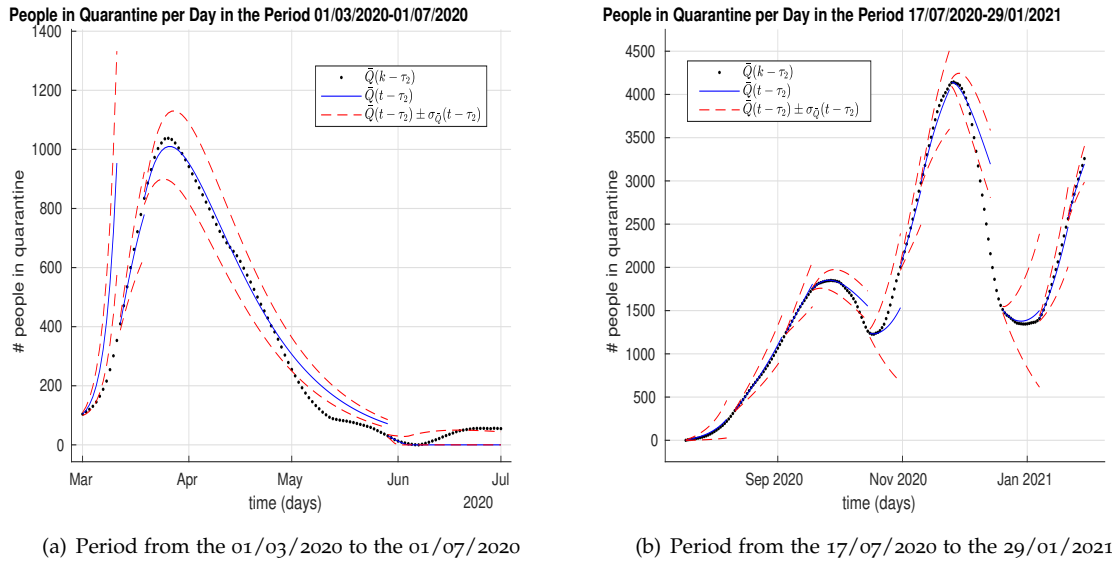 People in Quarantine per Day in the Period 01/03/2020-01/07/2020
1400
1200
1000
800
600
400
200
0
# people in quarantine
Q̄(k − τ₂)
Q̄(t − τ₂)
Q̄(t − τ₂) ± σ_Q̄(t − τ₂)
Mar
Apr
May
Jun
Jul
2020
time (days)
(a) Period from the 01/03/2020 to the 01/07/2020
People in Quarantine per Day in the Period 17/07/2020-29/01/2021
4500
4000
3500
3000
2500
2000
1500
1000
500
0
# people in quarantine
Q̄(k − τ₂)
Q̄(t − τ₂)
Q̄(t − τ₂) ± σ_Q̄(t − τ₂)
Sep 2020
Nov 2020
Jan 2021
time (days)
(b) Period from the 17/07/2020 to the 29/01/2021